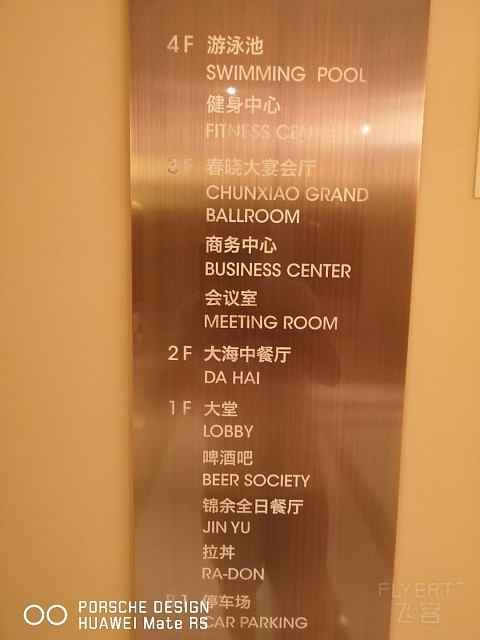 4F 游泳池
SWIMMING POOL
健身中心
FITNESS CENTER
3F 春晓大宴会厅
CHUNXIAO GRAND
BALLROOM
商务中心
BUSINESS CENTER
会议室
MEETING ROOM
2F 大海中餐厅
DA HAI
1F 大堂
LOBBY
啤酒吧
BEER SOCIETY
锦余全日餐厅
JIN YU
拉丼
RA-DON
B1 停车场
CAR PARKING
FLYERT
飞客
PORSCHE DESIGN
HUAWEI Mate RS